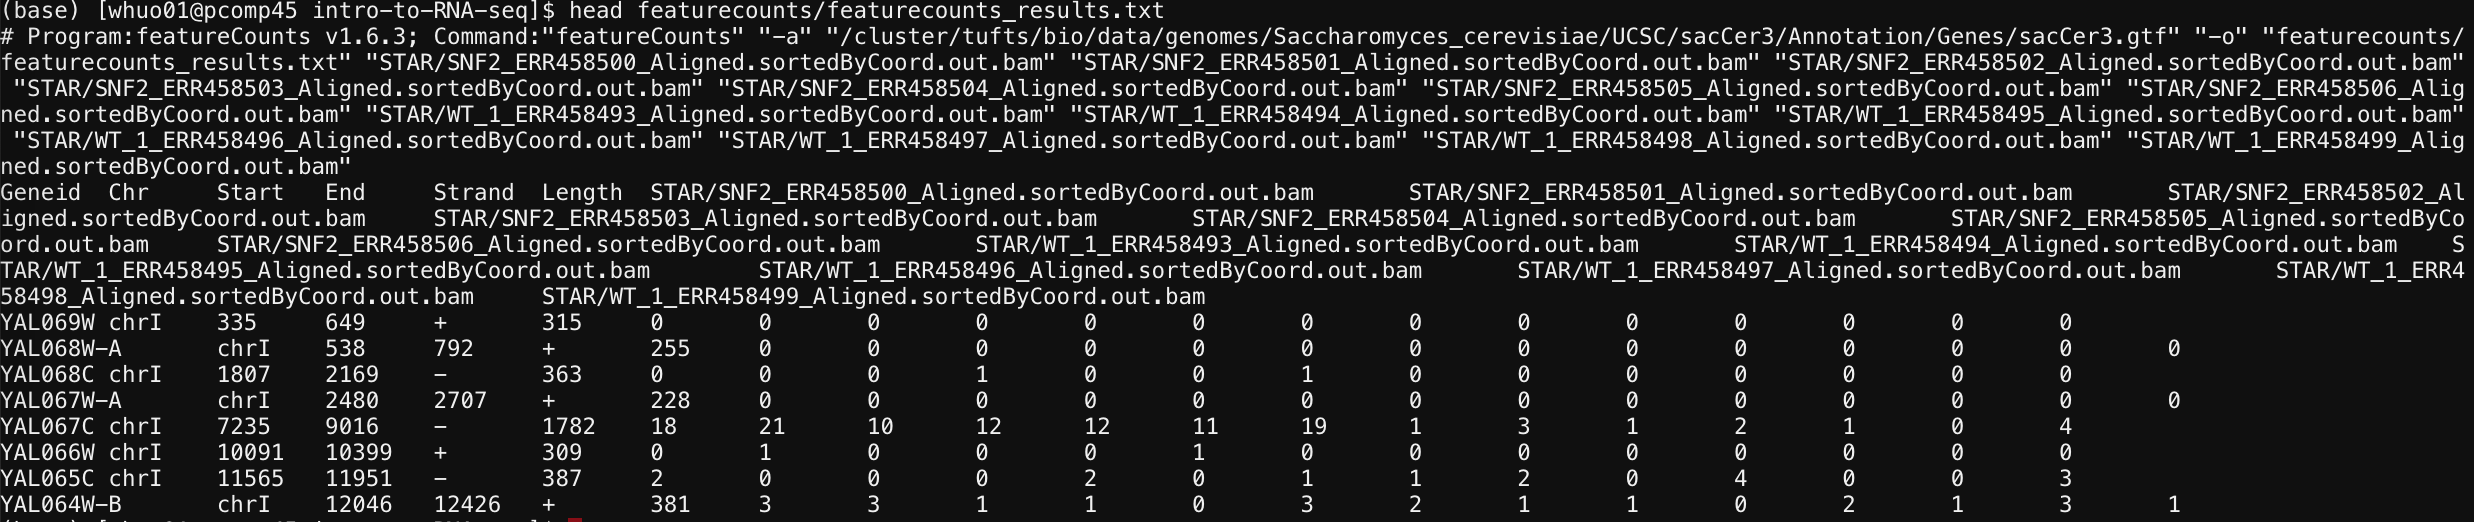 (base) [whuo01@pcomp45 intro-to-RNA-seq]$ head featurecounts/featurecounts_results.txt
# Program:featureCounts v1.6.3; Command:"featureCounts" "-a" "/cluster/tufts/bio/data/genomes/Saccharomyces_cerevisiae/UCSC/sacCer3/Annotation/Genes/sacCer3.gtf" "-o" "featurecounts/
featurecounts_results.txt" "STAR/SNF2_ERR458500_Aligned.sortedByCoord.out.bam" "STAR/SNF2_ERR458501_Aligned.sortedByCoord.out.bam" "STAR/SNF2_ERR458502_Aligned.sortedByCoord.out.bam"
"STAR/SNF2_ERR458503_Aligned.sortedByCoord.out.bam" "STAR/SNF2_ERR458504_Aligned.sortedByCoord.out.bam" "STAR/SNF2_ERR458505_Aligned.sortedByCoord.out.bam" "STAR/SNF2_ERR458506_Alig
ned.sortedByCoord.out.bam" "STAR/WT_1_ERR458493_Aligned.sortedByCoord.out.bam" "STAR/WT_1_ERR458494_Aligned.sortedByCoord.out.bam" "STAR/WT_1_ERR458495_Aligned.sortedByCoord.out.bam"
"STAR/WT_1_ERR458496_Aligned.sortedByCoord.out.bam" "STAR/WT_1_ERR458497_Aligned.sortedByCoord.out.bam" "STAR/WT_1_ERR458498_Aligned.sortedByCoord.out.bam" "STAR/WT_1_ERR458499_Alig
ned.sortedByCoord.out.bam"
Geneid Chr Start End Strand Length STAR/SNF2_ERR458500_Aligned.sortedByCoord.out.bam STAR/SNF2_ERR458501_Aligned.sortedByCoord.out.bam STAR/SNF2_ERR458502_Al
igned.sortedByCoord.out.bam STAR/SNF2_ERR458503_Aligned.sortedByCoord.out.bam STAR/SNF2_ERR458504_Aligned.sortedByCoord.out.bam STAR/SNF2_ERR458505_Aligned.sortedByCo
ord.out.bam STAR/SNF2_ERR458506_Aligned.sortedByCoord.out.bam STAR/WT_1_ERR458493_Aligned.sortedByCoord.out.bam STAR/WT_1_ERR458494_Aligned.sortedByCoord.out.bam S
TAR/WT_1_ERR458495_Aligned.sortedByCoord.out.bam STAR/WT_1_ERR458496_Aligned.sortedByCoord.out.bam STAR/WT_1_ERR458497_Aligned.sortedByCoord.out.bam STAR/WT_1_ERR4
58498_Aligned.sortedByCoord.out.bam STAR/WT_1_ERR458499_Aligned.sortedByCoord.out.bam
YAL069W chrI 335 649 + 315 0 0 0 0 0 0 0 0 0 0 0 0 0 0
YAL068W-A chrI 538 792 + 255 0 0 0 0 0 0 0 0 0 0 0 0 0 0
YAL068C chrI 1807 2169 - 363 0 0 0 1 0 0 1 0 0 0 0 0 0 0
YAL067W-A chrI 2480 2707 + 228 0 0 0 0 0 0 0 0 0 0 0 0 0 0
YAL067C chrI 7235 9016 - 1782 18 21 10 12 12 11 19 1 3 1 2 1 0 4
YAL066W chrI 10091 10399 + 309 0 1 0 0 0 1 0 0 0 0 0 0 0 0
YAL065C chrI 11565 11951 - 387 2 0 0 0 2 0 1 1 2 0 4 0 0 3
YAL064W-B chrI 12046 12426 + 381 3 3 1 1 0 3 2 1 1 0 2 1 3 1